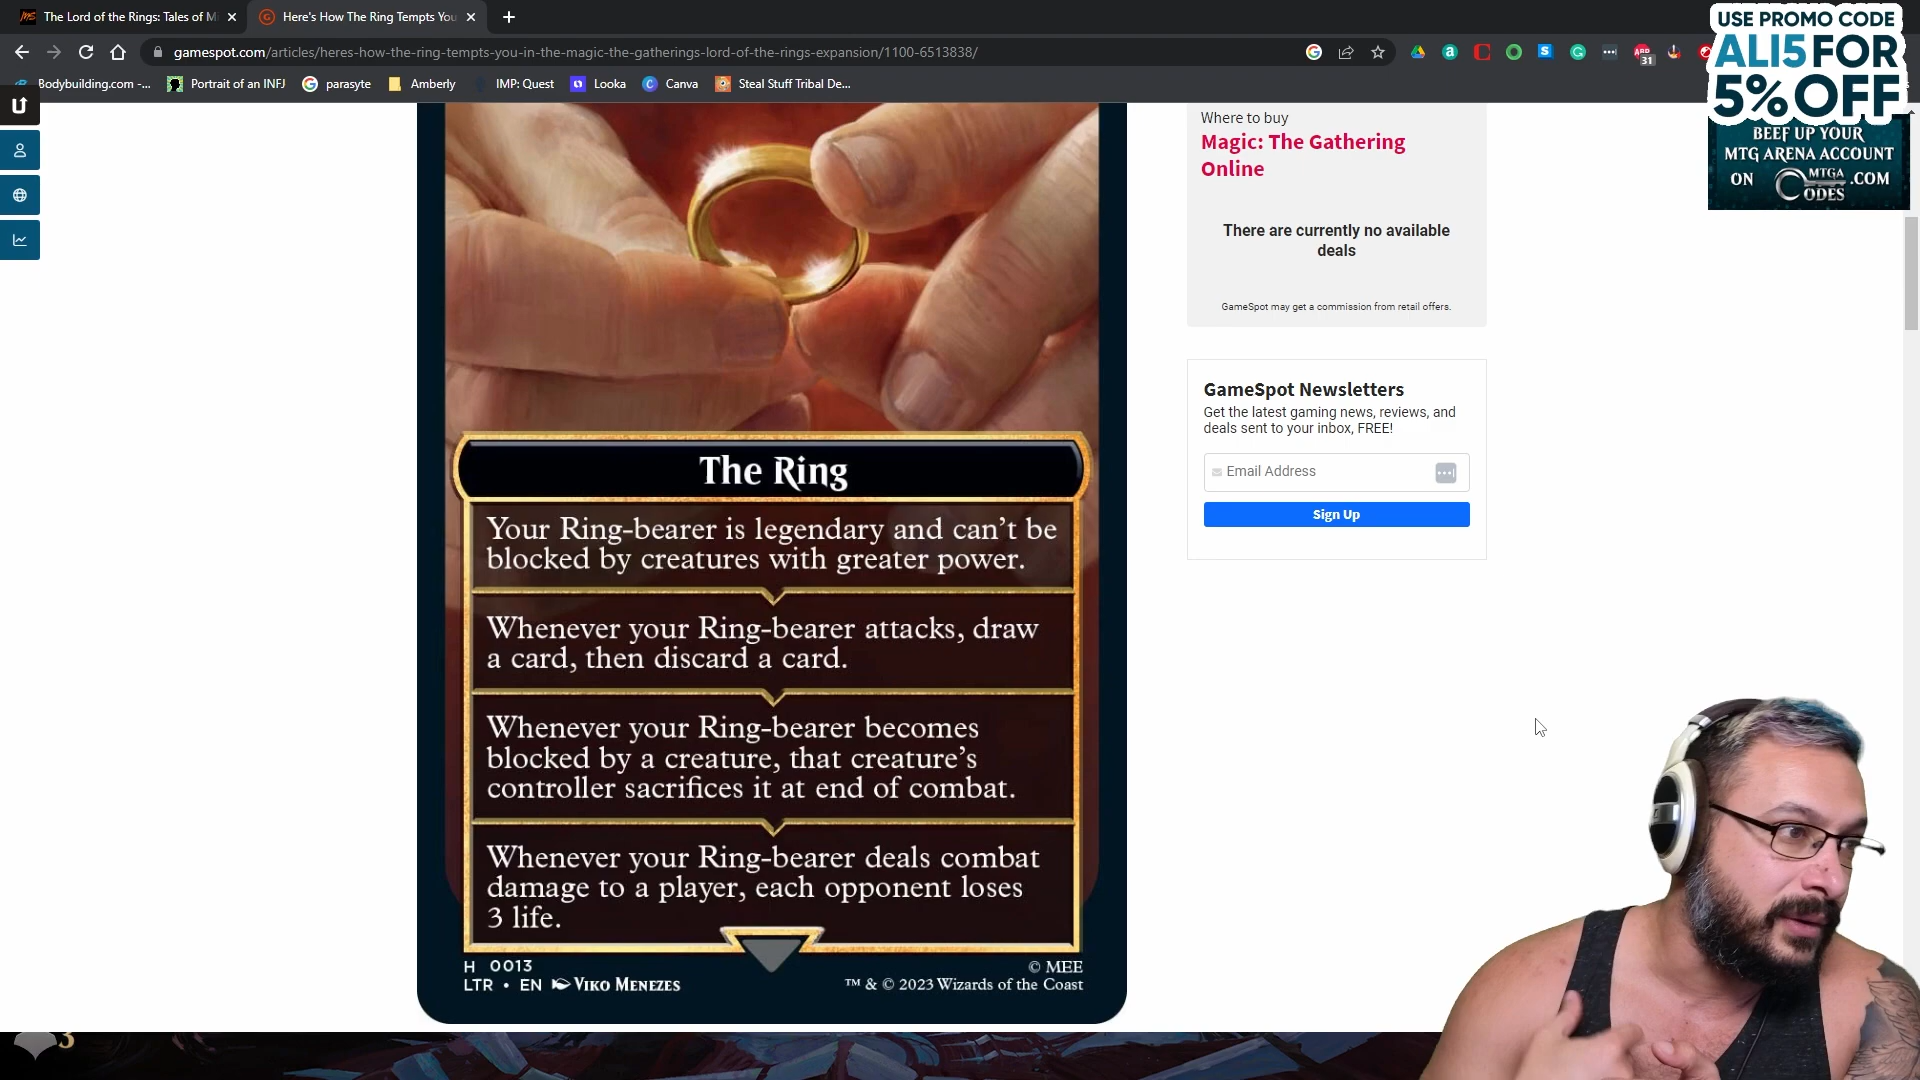 The Lord of the Rings: Tales of M
Here's How The Ring Tempts You
gamespot.com/articles/heres-how-the-ring-tempts-you-in-the-magic-the-gatherings-lord-of-the-rings-expansion/1100-6513838/
31
Bodybuilding.com -...
Portrait of an INFJ
parasyte
Amberly
IMP: Quest
Looka
Canva
Steal Stuff Tribal De...
USE PROMO CODE
ALI5 FOR
5% OFF
BEEF UP YOUR
MTG ARENA ACCOUNT
ON MTGA CODES .COM
Where to buy
Magic: The Gathering
Online
There are currently no available
deals
GameSpot may get a commission from retail offers.
GameSpot Newsletters
Get the latest gaming news, reviews, and
deals sent to your inbox, FREE!
Email Address
Sign Up
The Ring
Your Ring-bearer is legendary and can't be
blocked by creatures with greater power.
Whenever your Ring-bearer attacks, draw
a card, then discard a card.
Whenever your Ring-bearer becomes
blocked by a creature, that creature's
controller sacrifices it at end of combat.
Whenever your Ring-bearer deals combat
damage to a player, each opponent loses
3 life.
H 0013
© MEE
LTR • EN Viko Menezes
™ & © 2023 Wizards of the Coast
3